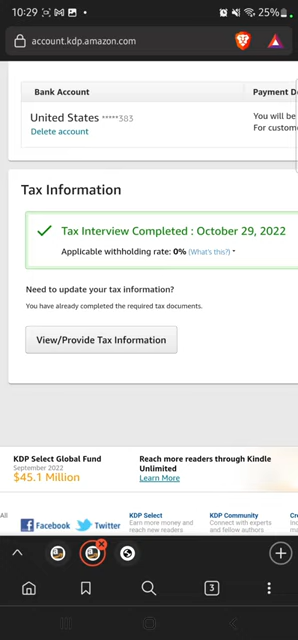 10:29
25%
account.kdp.amazon.com
Bank Account
Payment D
United States *****383
Delete account
You will be
For custom
Tax Information
Tax Interview Completed : October 29, 2022
Applicable withholding rate: 0% (What's this?)
Need to update your tax information?
You have already completed the required tax documents.
View/Provide Tax Information
KDP Select Global Fund
September 2022
$45.1 Million
Reach more readers through Kindle
Unlimited
Learn More
All
Facebook
Twitter
KDP Select
Earn more money and
reach new readers
KDP Community
Connect with experts
and fellow authors
Cr
3